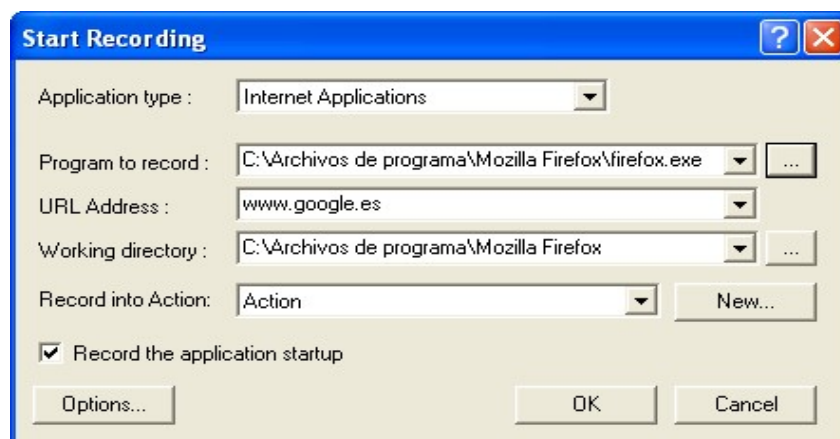 Start Recording
Application type : Internet Applications
Program to record : C:\Archivos de programa\Mozilla Firefox\firefox.exe ...
URL Address : www.google.es
Working directory : C:\Archivos de programa\Mozilla Firefox ...
Record into Action: Action New...
Record the application startup
Options... OK Cancel